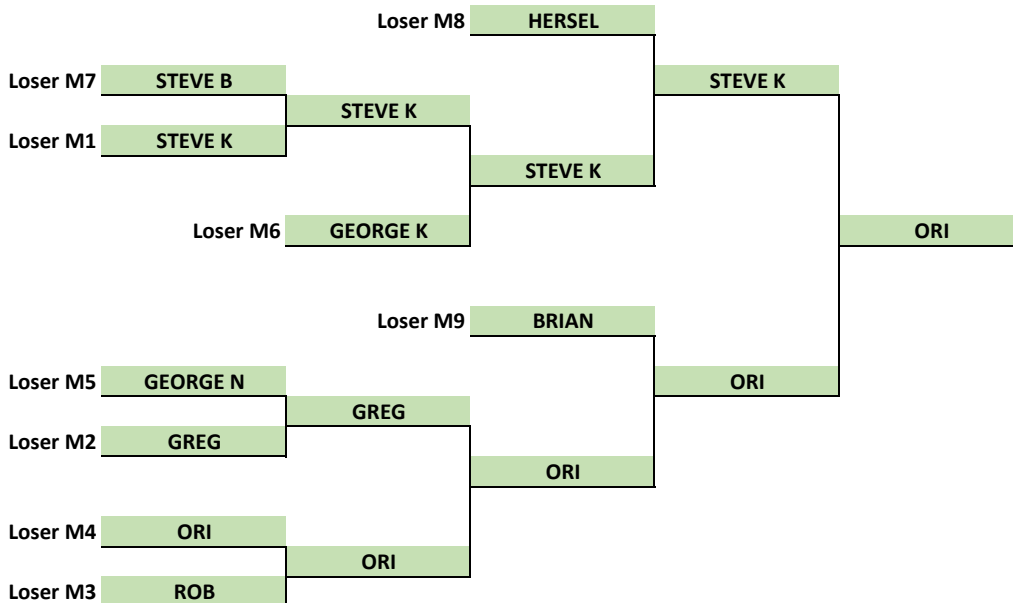 Loser M8 HERSEL
Loser M7 STEVE B STEVE K
STEVE K
Loser M1 STEVE K
STEVE K
Loser M6 GEORGE K ORI
Loser M9 BRIAN
Loser M5 GEORGE N ORI
GREG
Loser M2 GREG
ORI
Loser M4 ORI
ORI
Loser M3 ROB